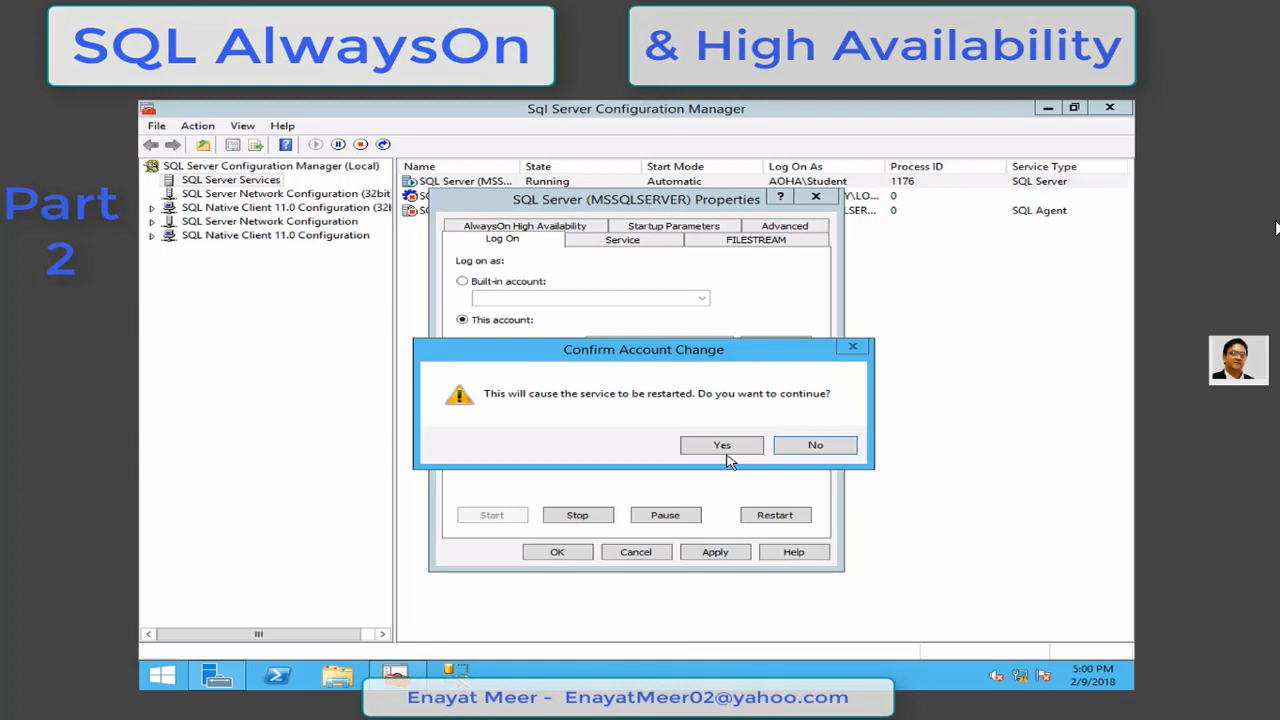 SQL AlwaysOn
& High Availability
Part
2
Sql Server Configuration Manager
File Action View Help
SQL Server Configuration Manager (Local)
SQL Server Services
SQL Server Network Configuration (32bit
SQL Native Client 11.0 Configuration (32l
SQL Server Network Configuration
SQL Native Client 11.0 Configuration
Name State Start Mode Log On As Process ID Service Type
SQL Server (MSS... Running Automatic AOHA\Student 1176 SQL Server
\LO... 0
SER... 0 SQL Agent
SQL Server (MSSQLSERVER) Properties ?
AlwaysOn High Availability Startup Parameters Advanced
Log On Service FILESTREAM
Log on as:
Built-in account:
This account:
Confirm Account Change
This will cause the service to be restarted. Do you want to continue?
Yes No
Start Stop Pause Restart
OK Cancel Apply Help
5:00 PM
2/9/2018
Enayat Meer - EnayatMeer02@yahoo.com